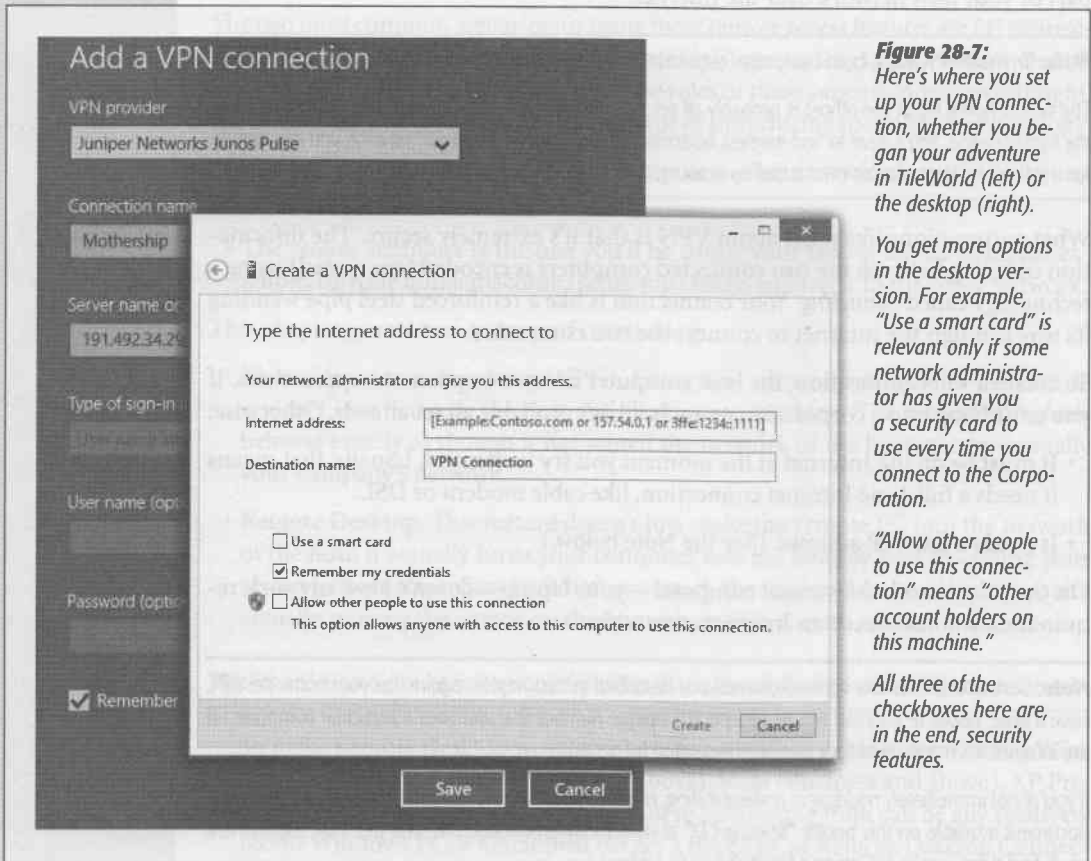 Add a VPN connection
VPN provider
Juniper Networks Junos Pulse
Connection name
Mothership
Server name or
191.492.34.29
Type of sign-in
User name (opt
Password (optio
Remember
Save
Cancel
Create a VPN connection
Type the Internet address to connect to
Your network administrator can give you this address.
Internet address:
[Example:Contoso.com or 157.54.0.1 or 3ffe:1234::1111]
Destination name:
VPN Connection
Use a smart card
Remember my credentials
Allow other people to use this connection
This option allows anyone with access to this computer to use this connection.
Create
Cancel
Figure 28-7:
Here's where you set
up your VPN connec-
tion, whether you be-
gan your adventure
in TileWorld (left) or
the desktop (right).
You get more options
in the desktop ver-
sion. For example,
"Use a smart card" is
relevant only if some
network administra-
tor has given you
a security card to
use every time you
connect to the Corpo-
ration.
"Allow other people
to use this connec-
tion" means "other
account holders on
this machine."
All three of the
checkboxes here are,
in the end, security
features.